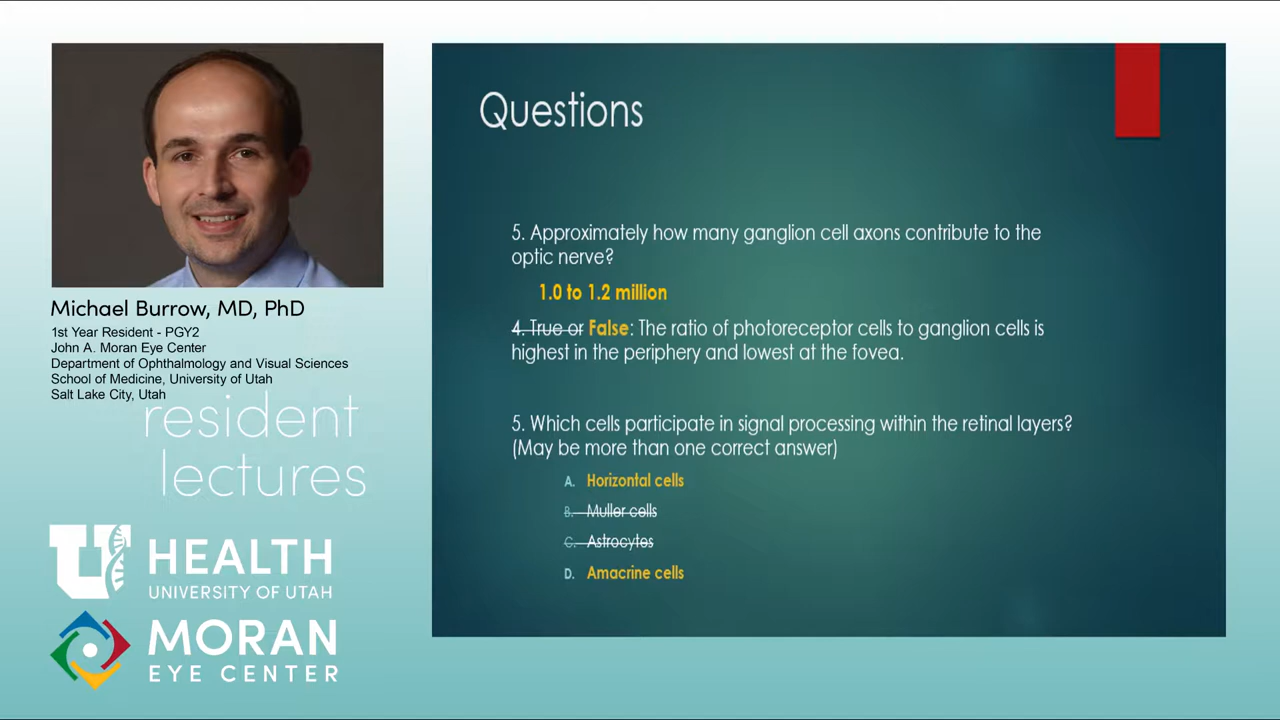 Michael Burrow, MD, PhD
1st Year Resident - PGY2
John A. Moran Eye Center
Department of Ophthalmology and Visual Sciences
School of Medicine, University of Utah
Salt Lake City, Utah
resident
lectures
U
HEALTH
UNIVERSITY OF UTAH
MORAN
EYE CENTER
Questions
5. Approximately how many ganglion cell axons contribute to the
optic nerve?
1.0 to 1.2 million
4. True or False: The ratio of photoreceptor cells to ganglion cells is
highest in the periphery and lowest at the fovea.
5. Which cells participate in signal processing within the retinal layers?
(May be more than one correct answer)
A. Horizontal cells
B. Muller cells
C. Astrocytes
D. Amacrine cells